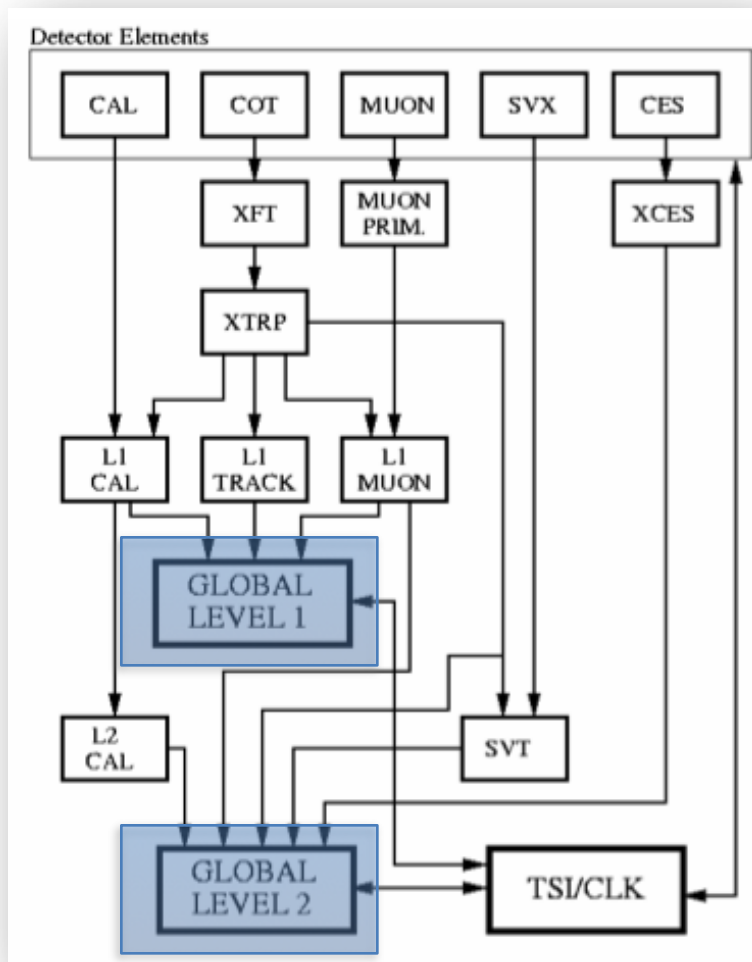 Detector Elements
CAL
COT
MUON
SVX
CES
XFT
MUON
PRIM.
XCES
XTRP
L1
CAL
L1
TRACK
L1
MUON
GLOBAL
LEVEL 1
L2
CAL
SVT
GLOBAL
LEVEL 2
TSI/CLK